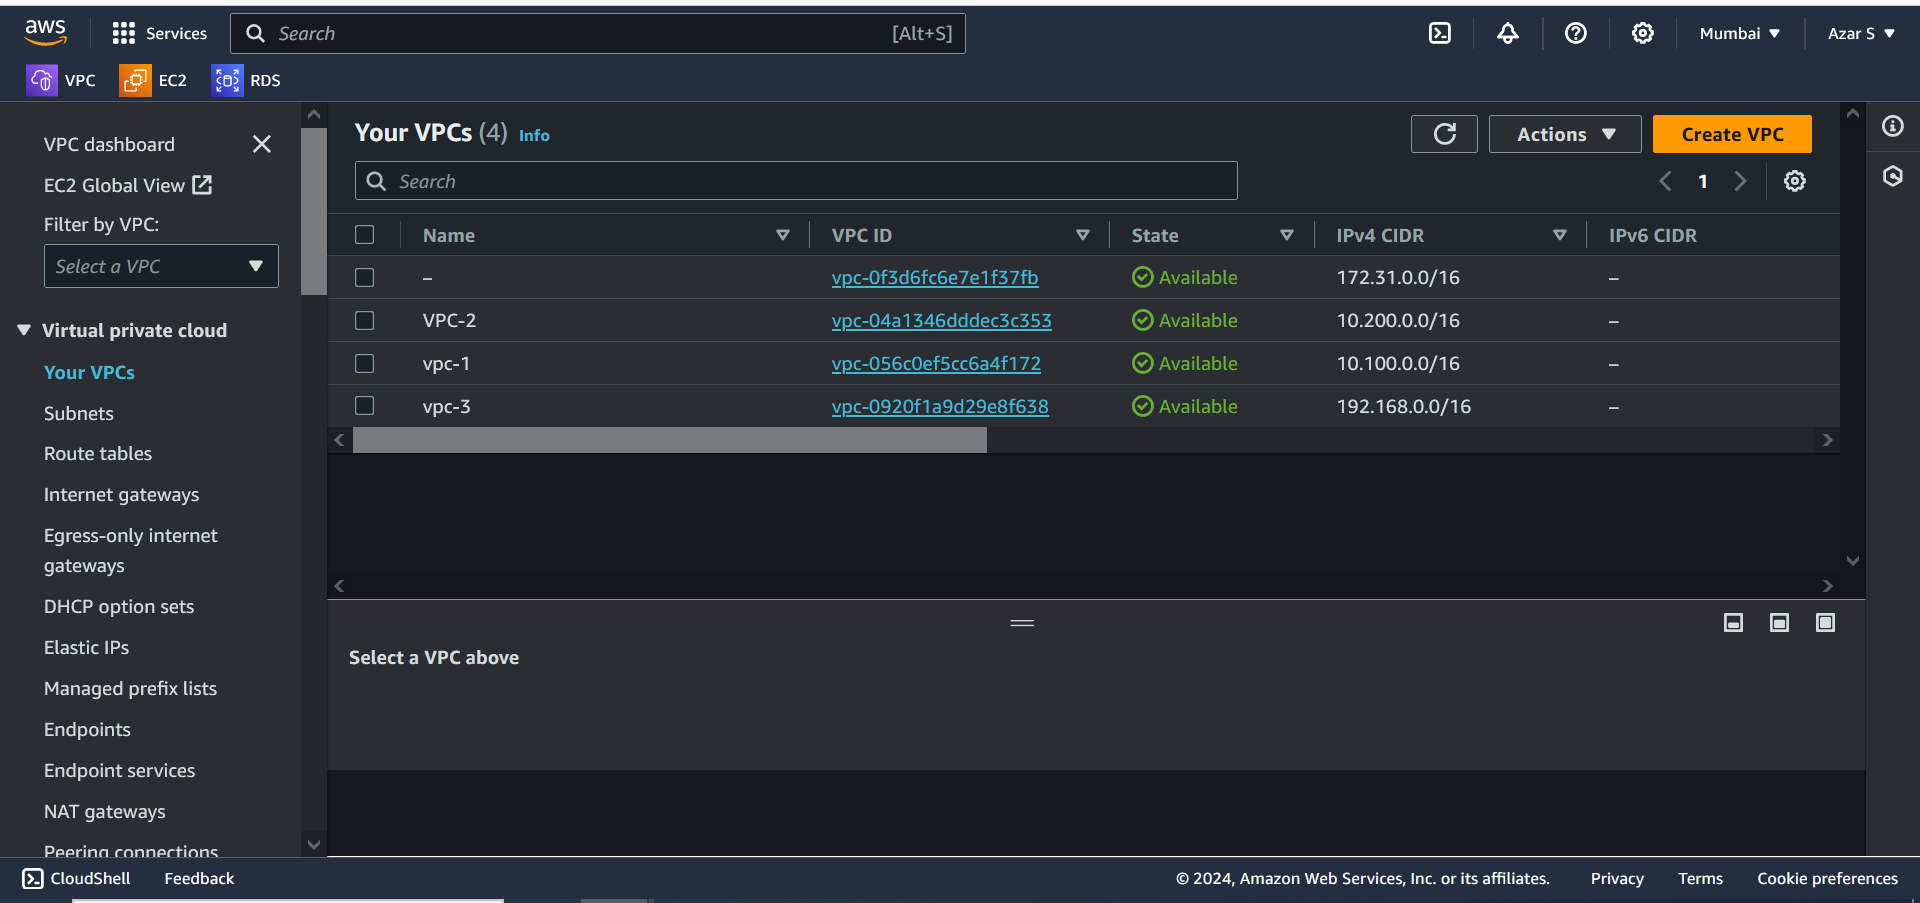 aws Services Search [Alt+S] Mumbai Azar S
VPC EC2 RDS
VPC dashboard
EC2 Global View
Filter by VPC:
Select a VPC
Virtual private cloud
Your VPCs
Subnets
Route tables
Internet gateways
Egress-only internet
gateways
DHCP option sets
Elastic IPs
Managed prefix lists
Endpoints
Endpoint services
NAT gateways
Peering connections
Your VPCs (4) Info
Actions Create VPC
Search
1
Name VPC ID State IPv4 CIDR IPv6 CIDR
– vpc-0f3d6fc6e7e1f37fb Available 172.31.0.0/16 –
VPC-2 vpc-04a1346dddec3c353 Available 10.200.0.0/16 –
vpc-1 vpc-056c0ef5cc6a4f172 Available 10.100.0.0/16 –
vpc-3 vpc-0920f1a9d29e8f638 Available 192.168.0.0/16 –
Select a VPC above
CloudShell Feedback © 2024, Amazon Web Services, Inc. or its affiliates. Privacy Terms Cookie preferences